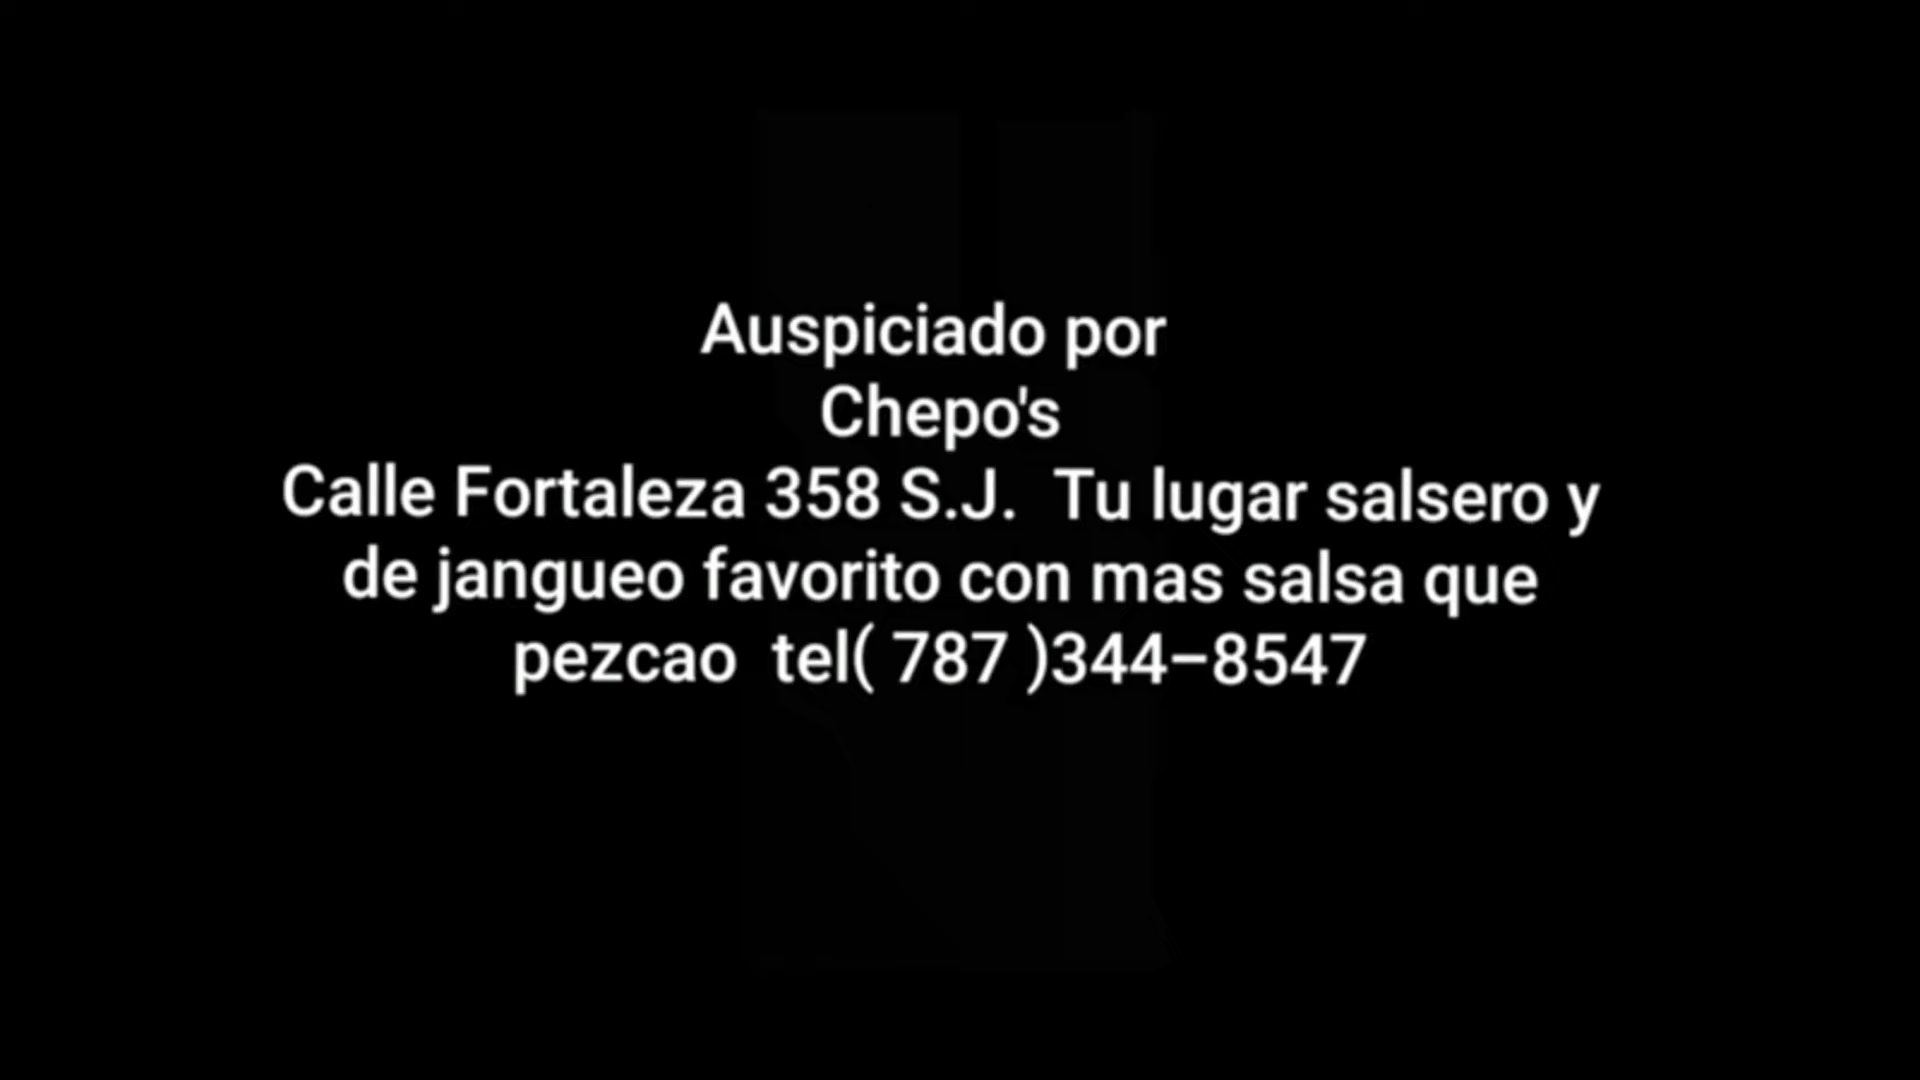 Auspiciado por
Chepo's
Calle Fortaleza 358 S.J.  Tu lugar salsero y
de jangueo favorito con mas salsa que
pezcao  tel( 787 )344–8547